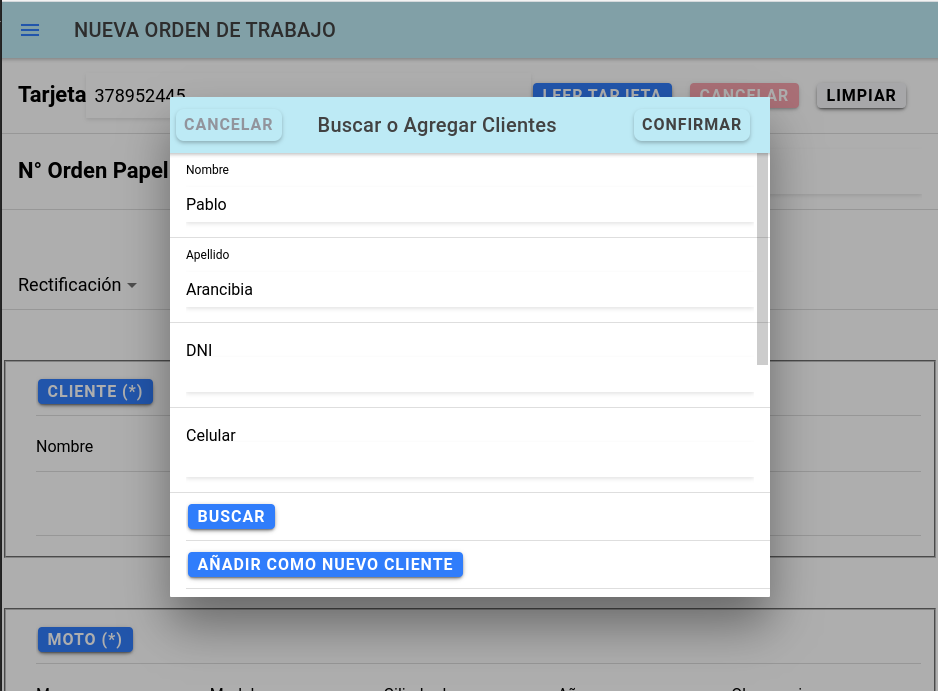 NUEVA ORDEN DE TRABAJO
Tarjeta 378952445 LEER TARJETA CANCELAR LIMPIAR
CANCELAR Buscar o Agregar Clientes CONFIRMAR
N° Orden Papel
Nombre
Pablo
Apellido
Arancibia
Rectificación
DNI
CLIENTE (*)
Celular
Nombre
BUSCAR
AÑADIR COMO NUEVO CLIENTE
MOTO (*)